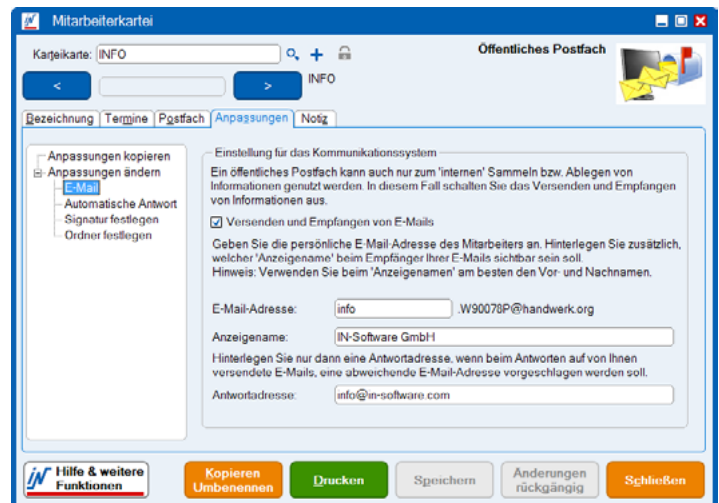 Mitarbeiterkartei
Karteikarte: INFO
Öffentliches Postfach
< > INFO
Bezeichnung Termine Postfach Anpassungen Notiz
Anpassungen kopieren
Anpassungen ändern
E-Mail
Automatische Antwort
Signatur festlegen
Ordner festlegen
Einstellung für das Kommunikationssystem
Ein öffentliches Postfach kann auch nur zum 'internen' Sammeln bzw. Ablegen von
Informationen genutzt werden. In diesem Fall schalten Sie das Versenden und Empfangen
von Informationen aus.
Versenden und Empfangen von E-Mails
Geben Sie die persönliche E-Mail-Adresse des Mitarbeiters an. Hinterlegen Sie zusätzlich,
welcher 'Anzeigename' beim Empfänger Ihrer E-Mails sichtbar sein soll.
Hinweis: Verwenden Sie beim 'Anzeigenamen' am besten den Vor- und Nachnamen.
E-Mail-Adresse: info .W90078P@handwerk.org
Anzeigename: IN-Software GmbH
Hinterlegen Sie nur dann eine Antwortadresse, wenn beim Antworten auf von Ihnen
versendete E-Mails, eine abweichende E-Mail-Adresse vorgeschlagen werden soll.
Antwortadresse: info@in-software.com
IN Hilfe & weitere
Funktionen
Kopieren
Umbenennen
Drucken
Speichern
Änderungen
rückgängig
Schließen